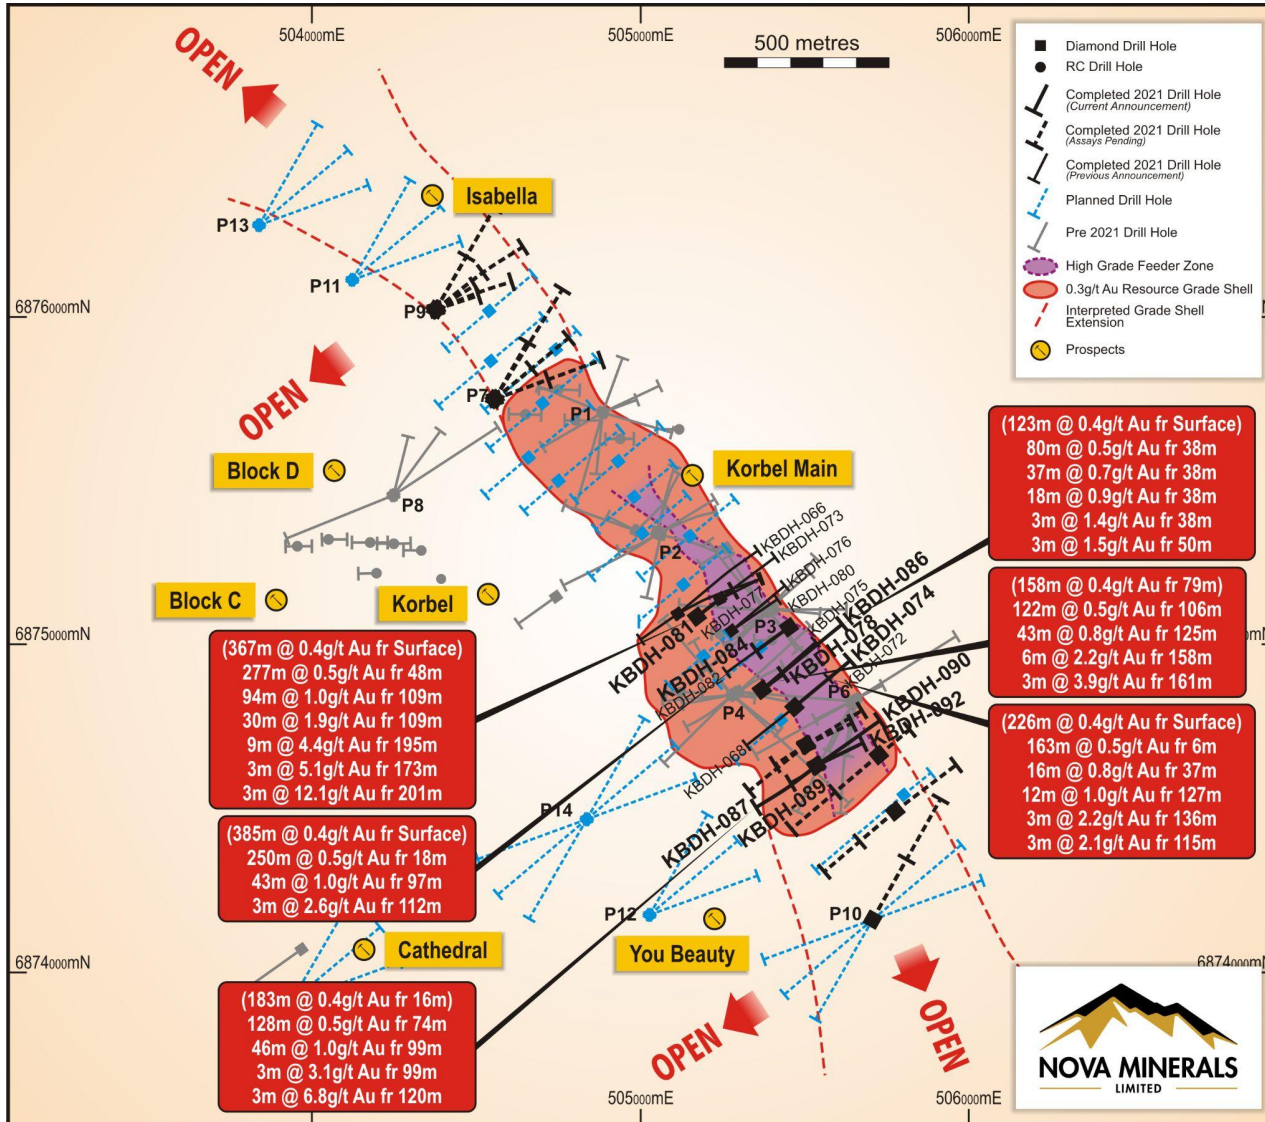 504000mE
505000mE
506000mE
OPEN
500 metres
Diamond Drill Hole
RC Drill Hole
Completed 2021 Drill Hole
(Current Announcement)
Completed 2021 Drill Hole
(Assays Pending)
Completed 2021 Drill Hole
(Previous Announcement)
Planned Drill Hole
Pre 2021 Drill Hole
High Grade Feeder Zone
0.3g/t Au Resource Grade Shell
Interpreted Grade Shell
Extension
Prospects
Isabella
P13
P11
P9
6876000mN
OPEN
P7
P1
Block D
P8
Korbel Main
P2
Block C
Korbel
KBDH-066
KBDH-073
KBDH-076
KBDH-080
KBDH-075
KBDH-086
KBDH-074
KBDH-077
KBDH-081
KBDH-084
KBDH-082
P3
KBDH-078
KBDH-072
KBDH-090
KBDH-092
P4
P6
KBDH-068
KBDH-087
KBDH-089
6875000mN
(123m @ 0.4g/t Au fr Surface)
80m @ 0.5g/t Au fr 38m
37m @ 0.7g/t Au fr 38m
18m @ 0.9g/t Au fr 38m
3m @ 1.4g/t Au fr 38m
3m @ 1.5g/t Au fr 50m
(158m @ 0.4g/t Au fr 79m)
122m @ 0.5g/t Au fr 106m
43m @ 0.8g/t Au fr 125m
6m @ 2.2g/t Au fr 158m
3m @ 3.9g/t Au fr 161m
(226m @ 0.4g/t Au fr Surface)
163m @ 0.5g/t Au fr 6m
16m @ 0.8g/t Au fr 37m
12m @ 1.0g/t Au fr 127m
3m @ 2.2g/t Au fr 136m
3m @ 2.1g/t Au fr 115m
(367m @ 0.4g/t Au fr Surface)
277m @ 0.5g/t Au fr 48m
94m @ 1.0g/t Au fr 109m
30m @ 1.9g/t Au fr 109m
9m @ 4.4g/t Au fr 195m
3m @ 5.1g/t Au fr 173m
3m @ 12.1g/t Au fr 201m
(385m @ 0.4g/t Au fr Surface)
250m @ 0.5g/t Au fr 18m
43m @ 1.0g/t Au fr 97m
3m @ 2.6g/t Au fr 112m
P14
P12
P10
You Beauty
Cathedral
6874000mN
6874000mN
(183m @ 0.4g/t Au fr 16m)
128m @ 0.5g/t Au fr 74m
46m @ 1.0g/t Au fr 99m
3m @ 3.1g/t Au fr 99m
3m @ 6.8g/t Au fr 120m
OPEN
OPEN
NOVA MINERALS
LIMITED
505000mE
506000mE